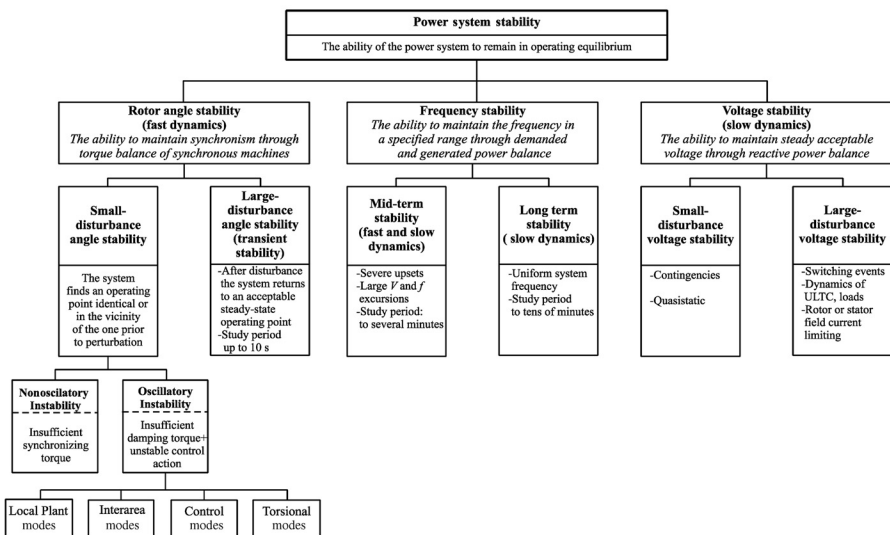 Power system stability
The ability of the power system to remain in operating equilibrium
Rotor angle stability
(fast dynamics)
The ability to maintain synchronism through
torque balance of synchronous machines
Frequency stability
The ability to maintain the frequency in
a specified range through demanded
and generated power balance
Voltage stability
(slow dynamics)
The ability to maintain steady acceptable
voltage through reactive power balance
Small-
disturbance
angle stability
The system
finds an operating
point identical or
in the vicinity
of the one prior
to perturbation
Large-
disturbance
angle stability
(transient
stability)
-After disturbance
the system returns
to an acceptable
steady-state
operating point
-Study period
up to 10 s
Mid-term
stability
(fast and slow
dynamics)
-Severe upsets
-Large V and f
excursions
-Study period:
to several minutes
Long term
stability
( slow dynamics)
-Uniform system
frequency
-Study period
to tens of minutes
Small-
disturbance
voltage stability
-Contingencies
-Quasistatic
Large-
disturbance
voltage stability
-Switching events
-Dynamics of
ULTC, loads
-Rotor or stator
field current
limiting
Nonoscilatory
Instability
Insufficient
synchronizing
torque
Oscillatory
Instability
Insufficient
damping torque+
unstable control
action
Local Plant
modes
Interarea
modes
Control
modes
Torsional
modes